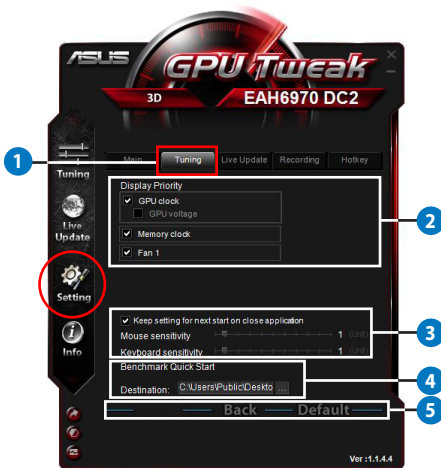 ASUS
GPU Tweak
3D EAH6970 DC2
1
Tuning
Main Tuning Live Update Recording Hotkey
Display Priority
GPU clock
GPU voltage
2
Live
Update
Memory clock
Fan 1
Setting
Keep setting for next start on close application
Mouse sensitivity 1 (Unit)
3
Info
Keyboard sensitivity 1 (Unit)
Benchmark Quick Start
4
Destination: C:\Users\Public\Deskto ...
Back Default
5
Ver :1.1.4.4